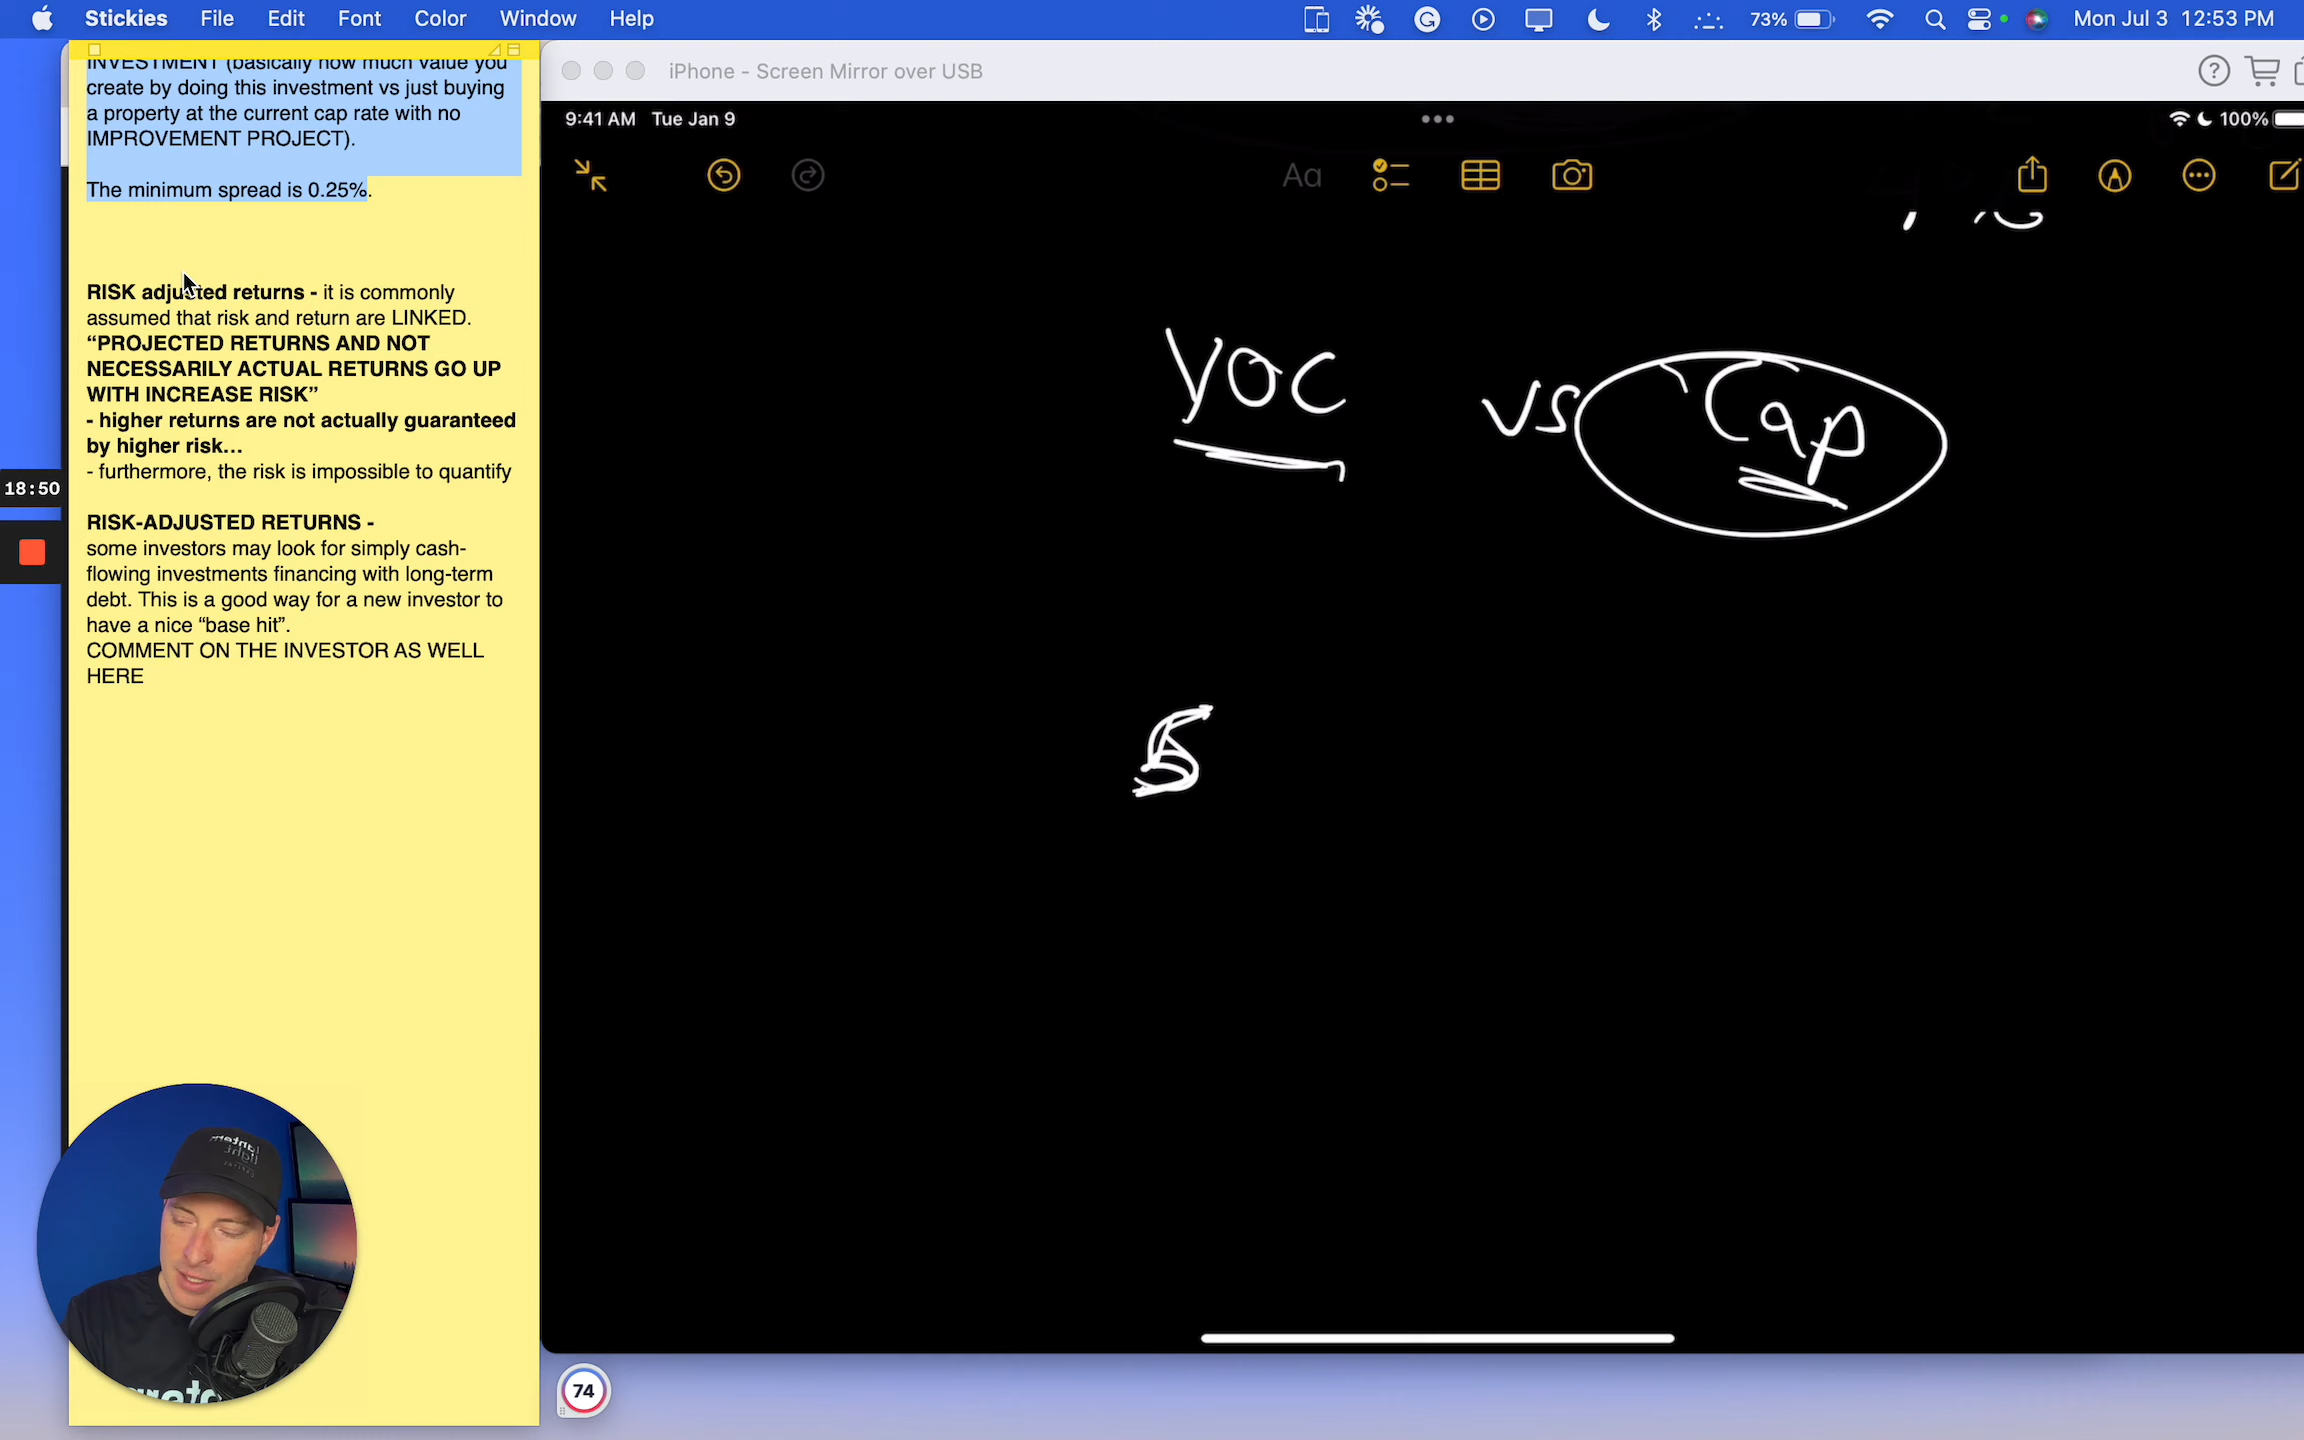 Stickies File Edit Font Color Window Help 73% Mon Jul 3 12:53 PM
INVESTMENT (basically how much value you
create by doing this investment vs just buying
a property at the current cap rate with no
IMPROVEMENT PROJECT).
The minimum spread is 0.25%.
RISK adjusted returns - it is commonly
assumed that risk and return are LINKED.
“PROJECTED RETURNS AND NOT
NECESSARILY ACTUAL RETURNS GO UP
WITH INCREASE RISK”
- higher returns are not actually guaranteed
by higher risk...
- furthermore, the risk is impossible to quantify
RISK-ADJUSTED RETURNS -
some investors may look for simply cash-
flowing investments financing with long-term
debt. This is a good way for a new investor to
have a nice “base hit”.
COMMENT ON THE INVESTOR AS WELL
HERE
18:50
iPhone - Screen Mirror over USB
9:41 AM Tue Jan 9 100%
Aa
YOC vs Cap
74